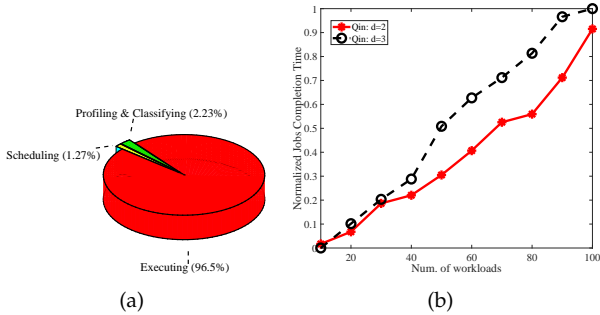 Profiling & Classifying (2.23%)
Scheduling (1.27%)
Executing (96.5%)
(a)
Normalized Jobs Completion Time
1
0.9
0.8
0.7
0.6
0.5
0.4
0.3
0.2
0.1
0
Qin: d=2
Qin: d=3
20
40
60
80
100
Num. of workloads
(b)